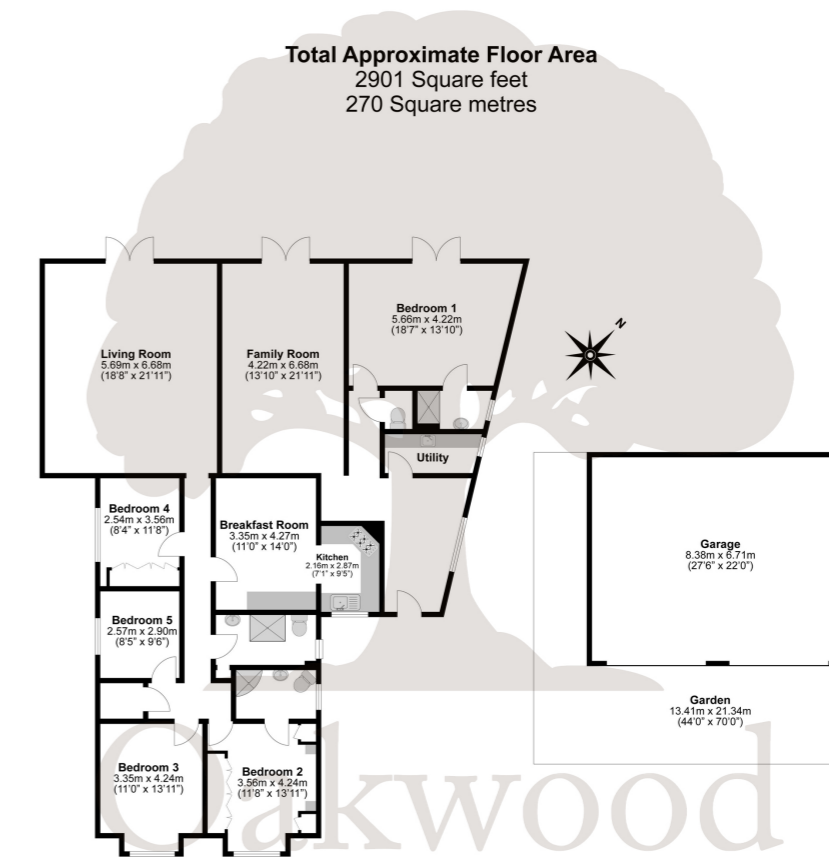 Total Approximate Floor Area
2901 Square feet
270 Square metres
Living Room
5.69m x 6.68m
(18'8" x 21'11")
Family Room
4.22m x 6.68m
(13'10" x 21'11")
Bedroom 1
5.66m x 4.22m
(18'7" x 13'10")
N
Utility
Bedroom 4
2.54m x 3.56m
(8'4" x 11'8")
Breakfast Room
3.35m x 4.27m
(11'0" x 14'0")
Kitchen
2.16m x 2.87m
(7'1" x 9'5")
Garage
8.38m x 6.71m
(27'6" x 22'0")
Bedroom 5
2.57m x 2.90m
(8'5" x 9'6")
Garden
13.41m x 21.34m
(44'0" x 70'0")
Bedroom 3
3.35m x 4.24m
(11'0" x 13'11")
Bedroom 2
3.56m x 4.24m
(11'8" x 13'11")
Oakwood